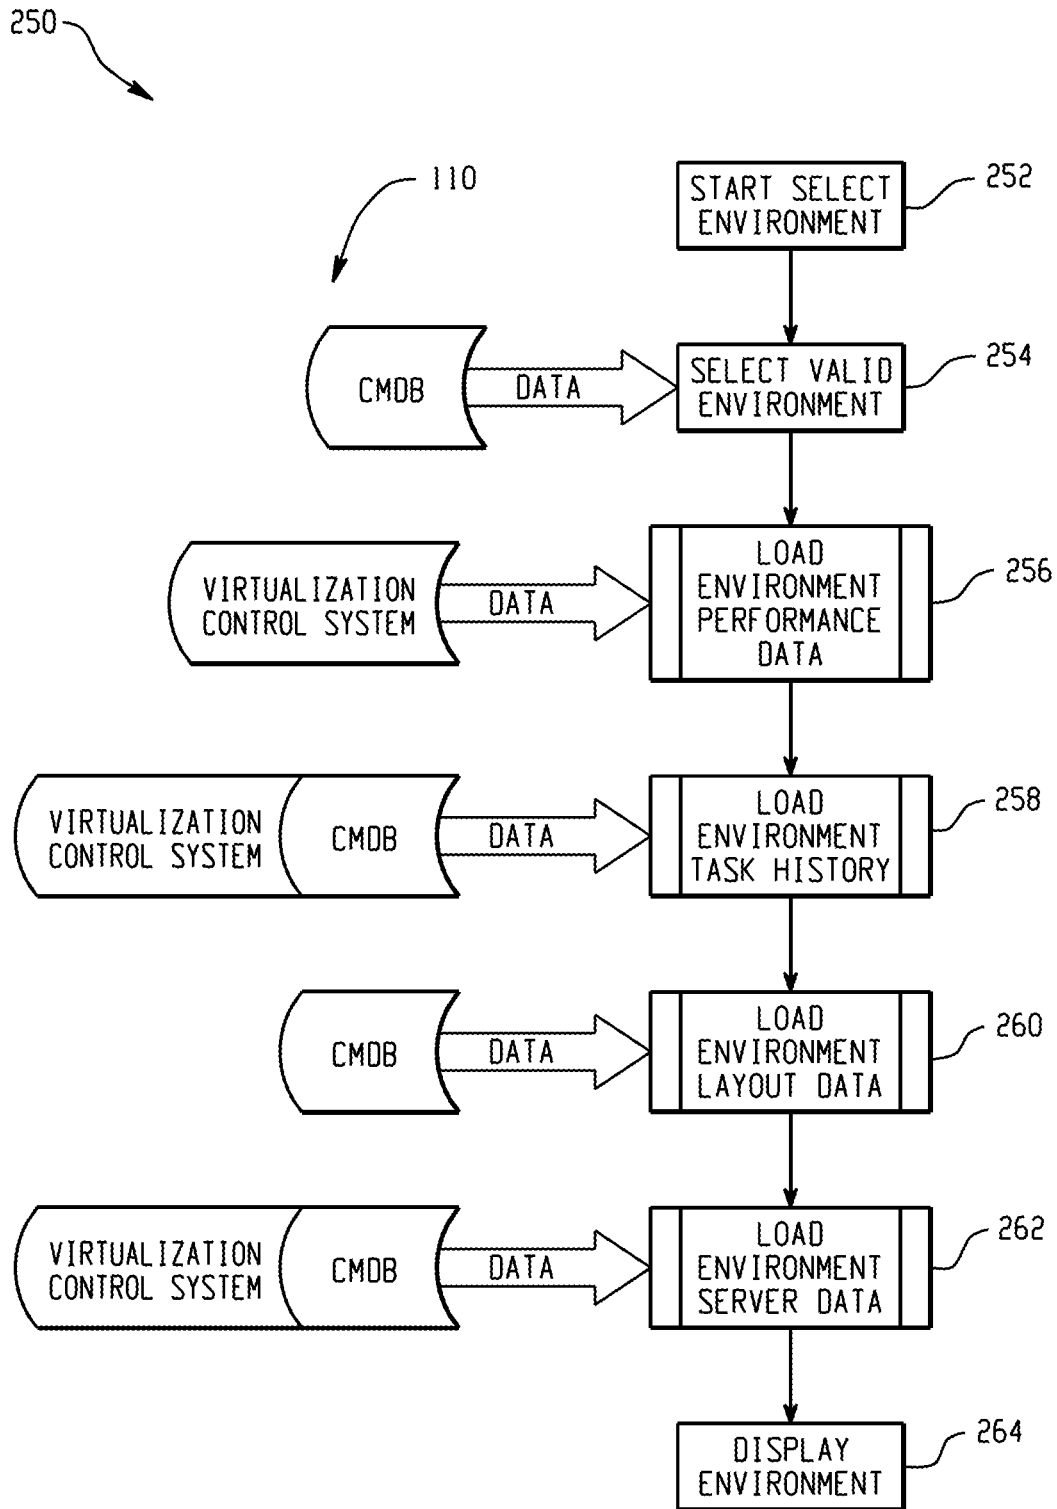 250
110
START SELECT
ENVIRONMENT
252
CMDB
DATA
SELECT VALID
ENVIRONMENT
254
VIRTUALIZATION
CONTROL SYSTEM
DATA
LOAD
ENVIRONMENT
PERFORMANCE
DATA
256
VIRTUALIZATION
CONTROL SYSTEM
CMDB
DATA
LOAD
ENVIRONMENT
TASK HISTORY
258
CMDB
DATA
LOAD
ENVIRONMENT
LAYOUT DATA
260
VIRTUALIZATION
CONTROL SYSTEM
CMDB
DATA
LOAD
ENVIRONMENT
SERVER DATA
262
DISPLAY
ENVIRONMENT
264